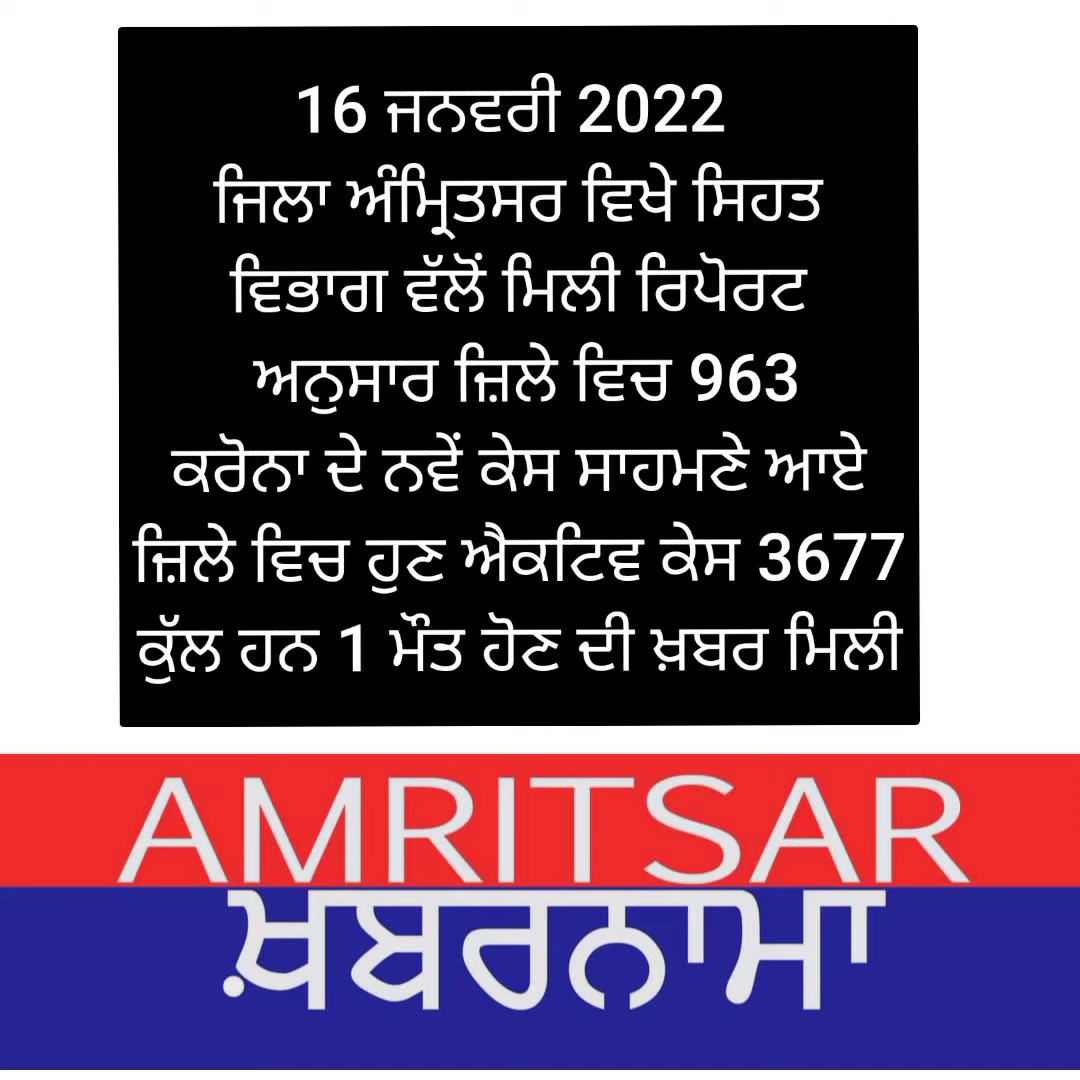 16 ਜਨਵਰੀ 2022
ਜਿਲਾ ਅੰਮ੍ਰਿਤਸਰ ਵਿਖੇ ਸਿਹਤ
ਵਿਭਾਗ ਵੱਲੋਂ ਮਿਲੀ ਰਿਪੋਰਟ
ਅਨੁਸਾਰ ਜ਼ਿਲੇ ਵਿਚ 963
ਕਰੋਨਾ ਦੇ ਨਵੇਂ ਕੇਸ ਸਾਹਮਣੇ ਆਏ
ਜ਼ਿਲੇ ਵਿਚ ਹੁਣ ਐਕਟਿਵ ਕੇਸ 3677
ਕੁੱਲ ਹਨ 1 ਮੌਤ ਹੋਣ ਦੀ ਖ਼ਬਰ ਮਿਲੀ
AMRITSAR
ਖ਼ਬਰਨਾਮਾ